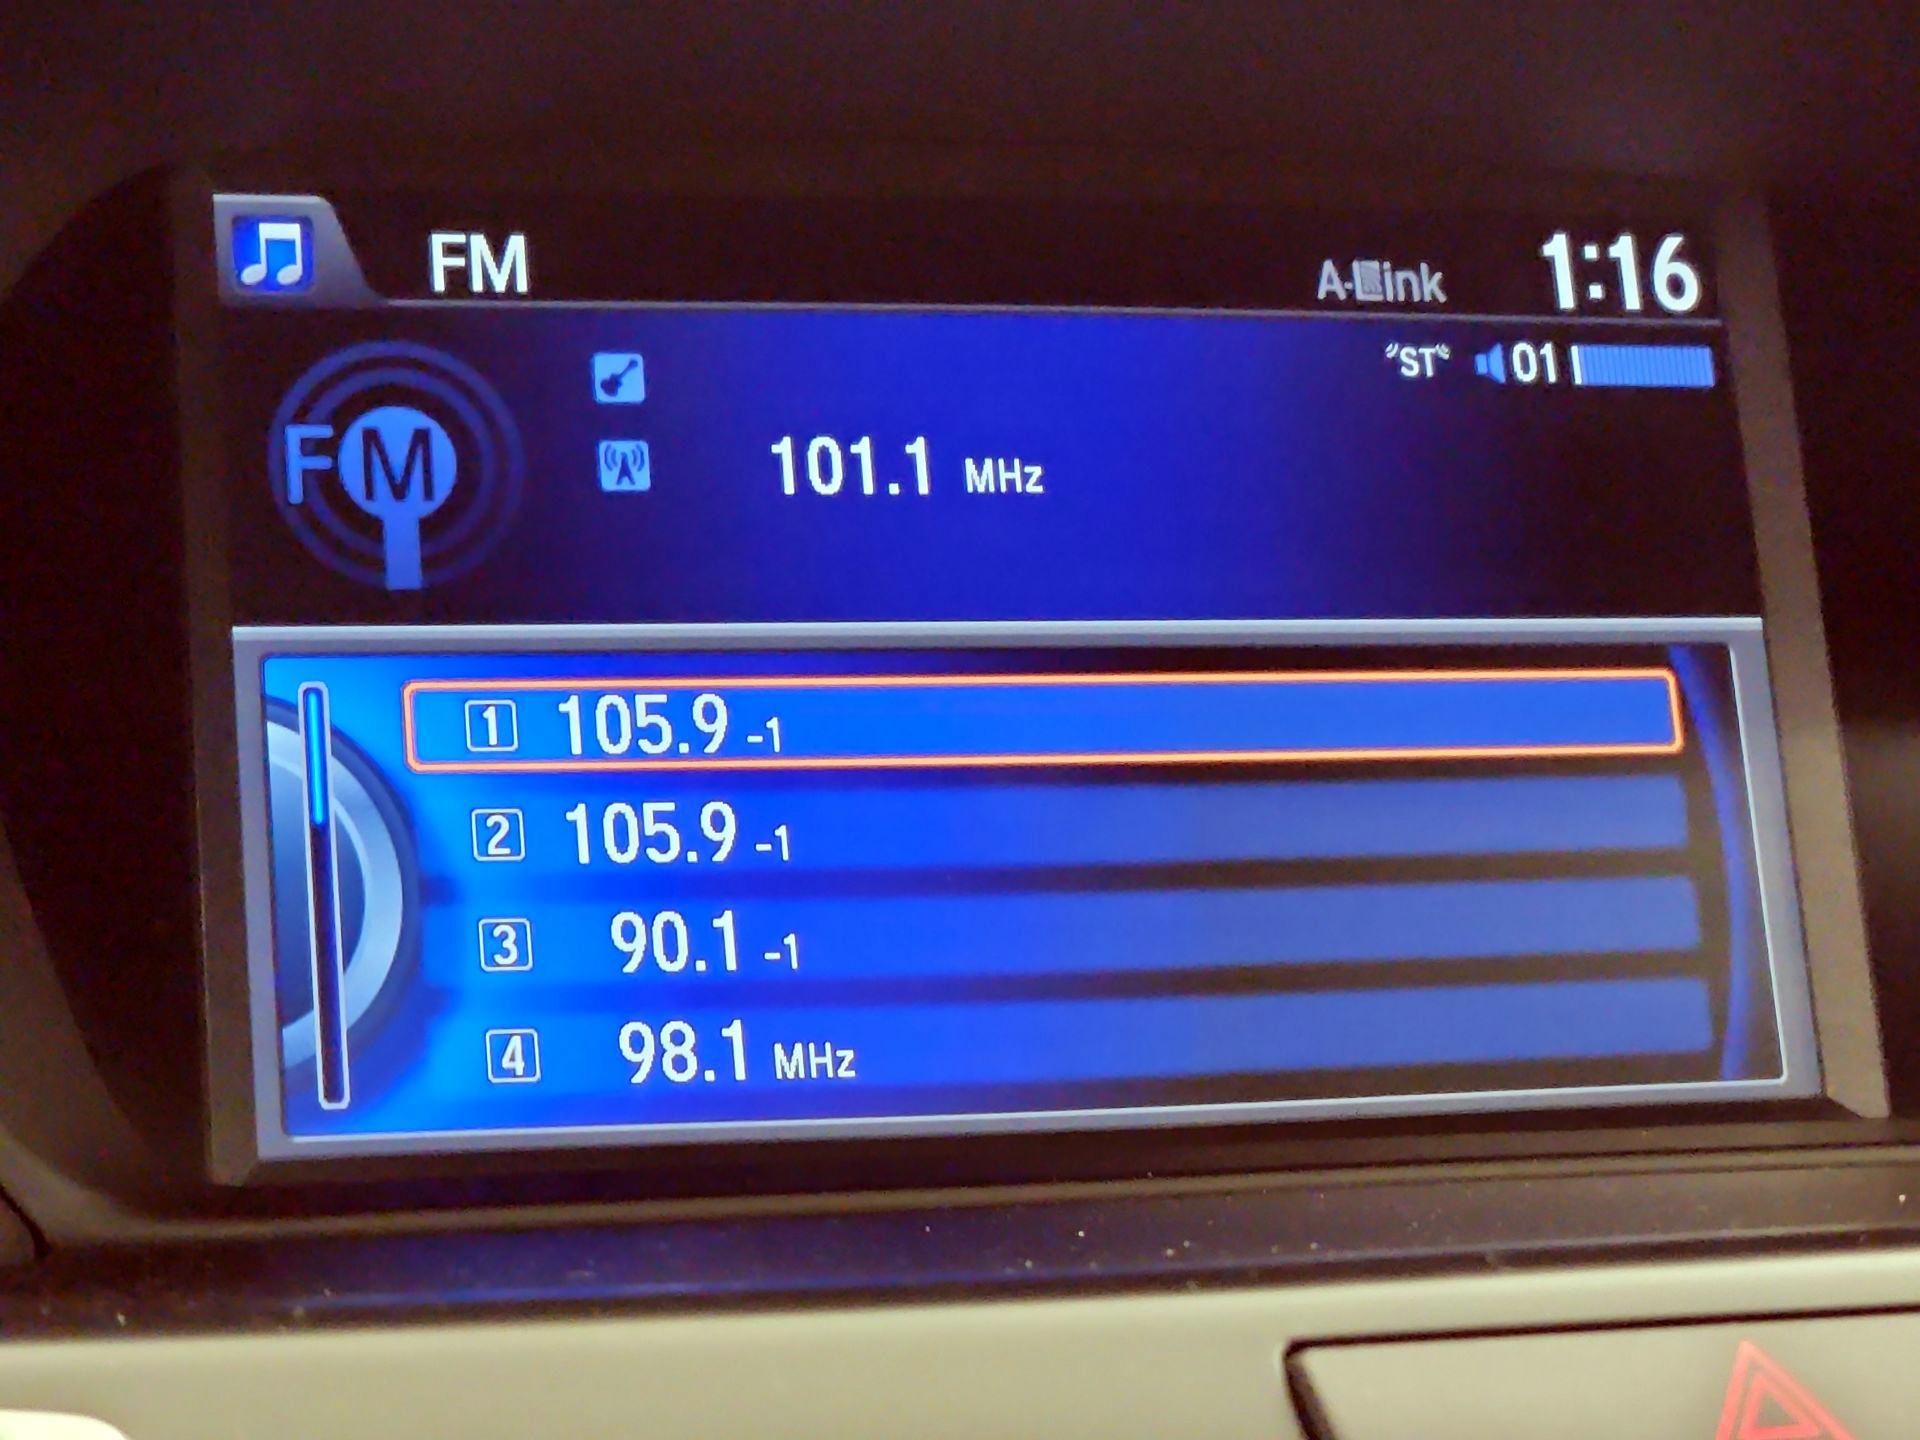 FM A-Link 1:16
"ST" 01
FM
101.1 MHz
1 105.9 -1
2 105.9 -1
3 90.1 -1
4 98.1 MHz